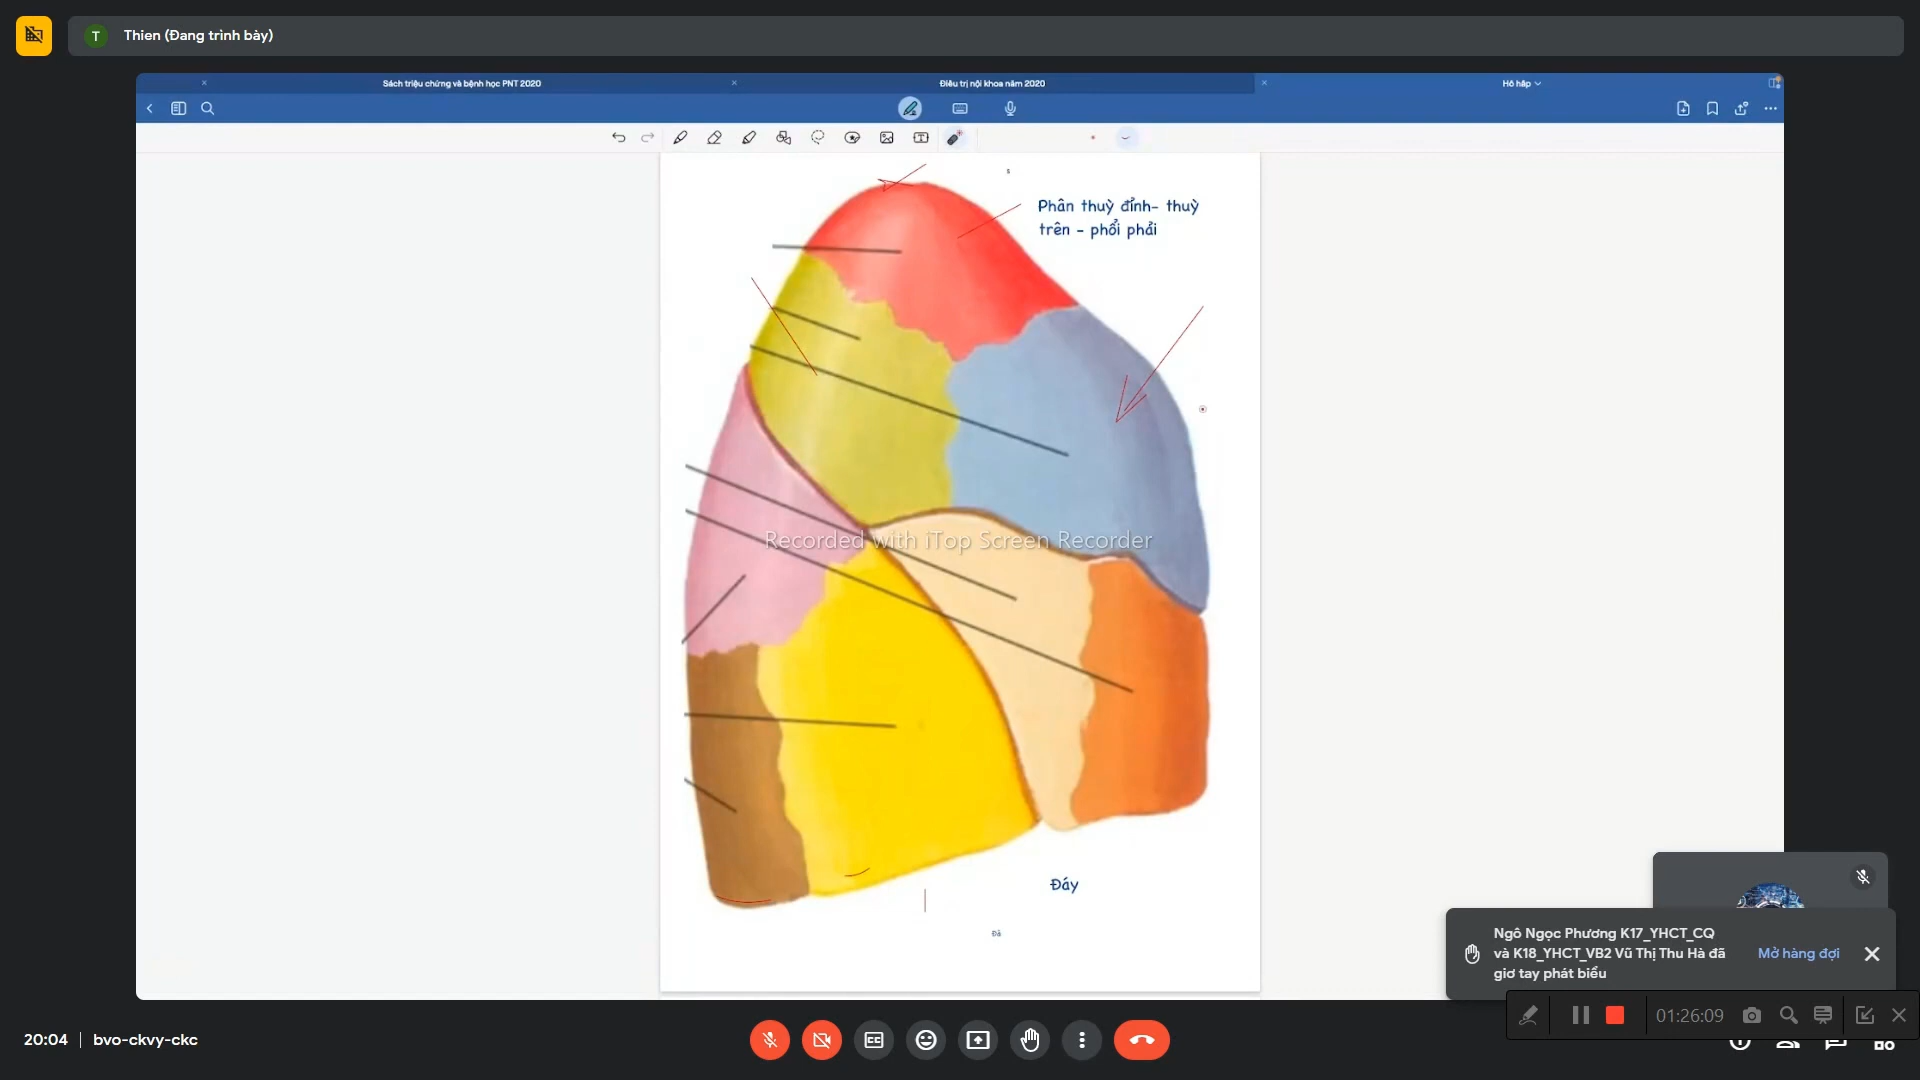 T Thien (Đang trình bày)
Sách triệu chứng và bệnh học PNT 2020
Điều trị nội khoa năm 2020
Hô hấp
Phân thuỳ đỉnh- thuỳ
trên - phổi phải
Recorded with iTop Screen Recorder
Đáy
Đá
Ngô Ngọc Phương K17_YHCT_CQ
và K18_YHCT_VB2 Vũ Thị Thu Hà đã
giơ tay phát biểu
Mở hàng đợi
01:26:09
20:04 | bvo-ckvy-ckc